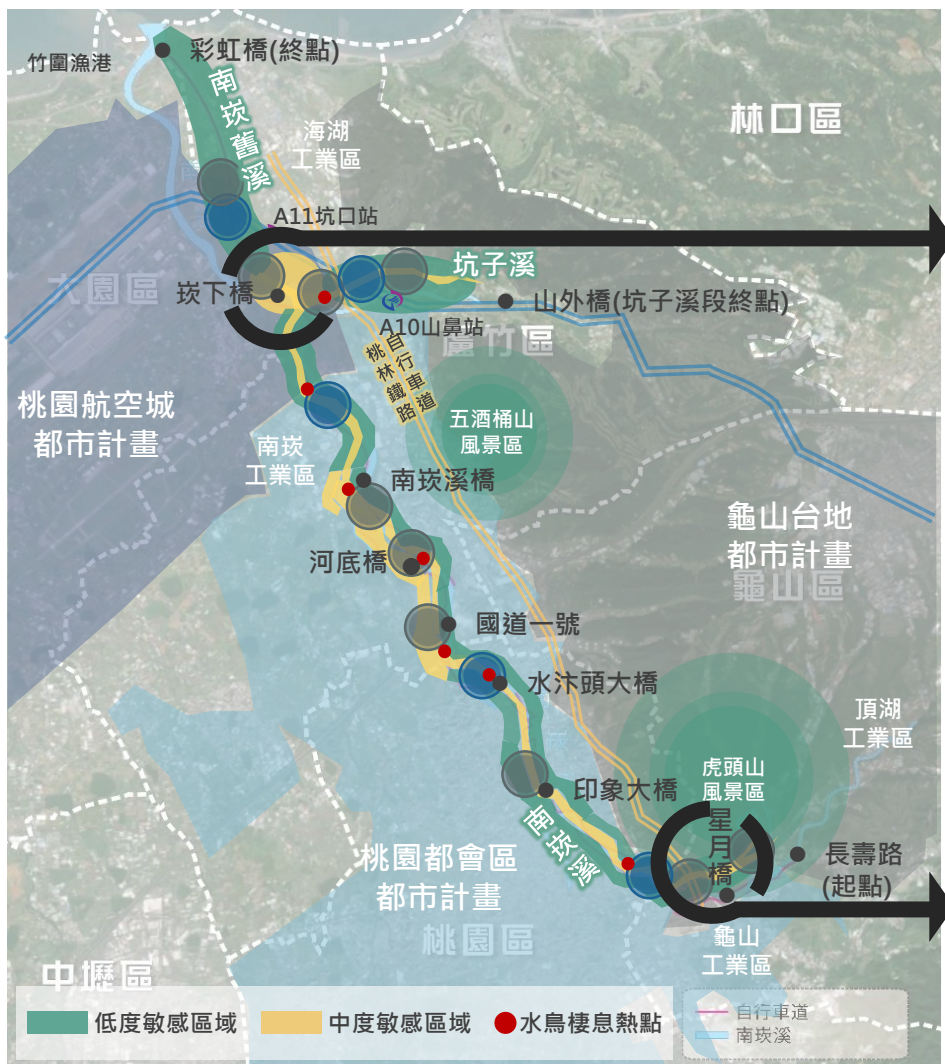 竹圍漁港
彩虹橋(終點)
南崁舊溪
海湖
工業區
林口區
A11坑口站
坑子溪
大園區
崁下橋
山外橋(坑子溪段終點)
A10山鼻站
蘆竹區
自行車道
桃林鐵路
桃園航空城
都市計畫
五酒桶山
風景區
南崁
工業區
南崁溪橋
龜山台地
都市計畫
龜山區
河底橋
國道一號
水汴頭大橋
頂湖
工業區
虎頭山
風景區
印象大橋
星月橋
南崁溪
桃園都會區
都市計畫
長壽路
(起點)
桃園區
龜山
工業區
中壢區
低度敏感區域
中度敏感區域
水鳥棲息熱點
自行車道
南崁溪